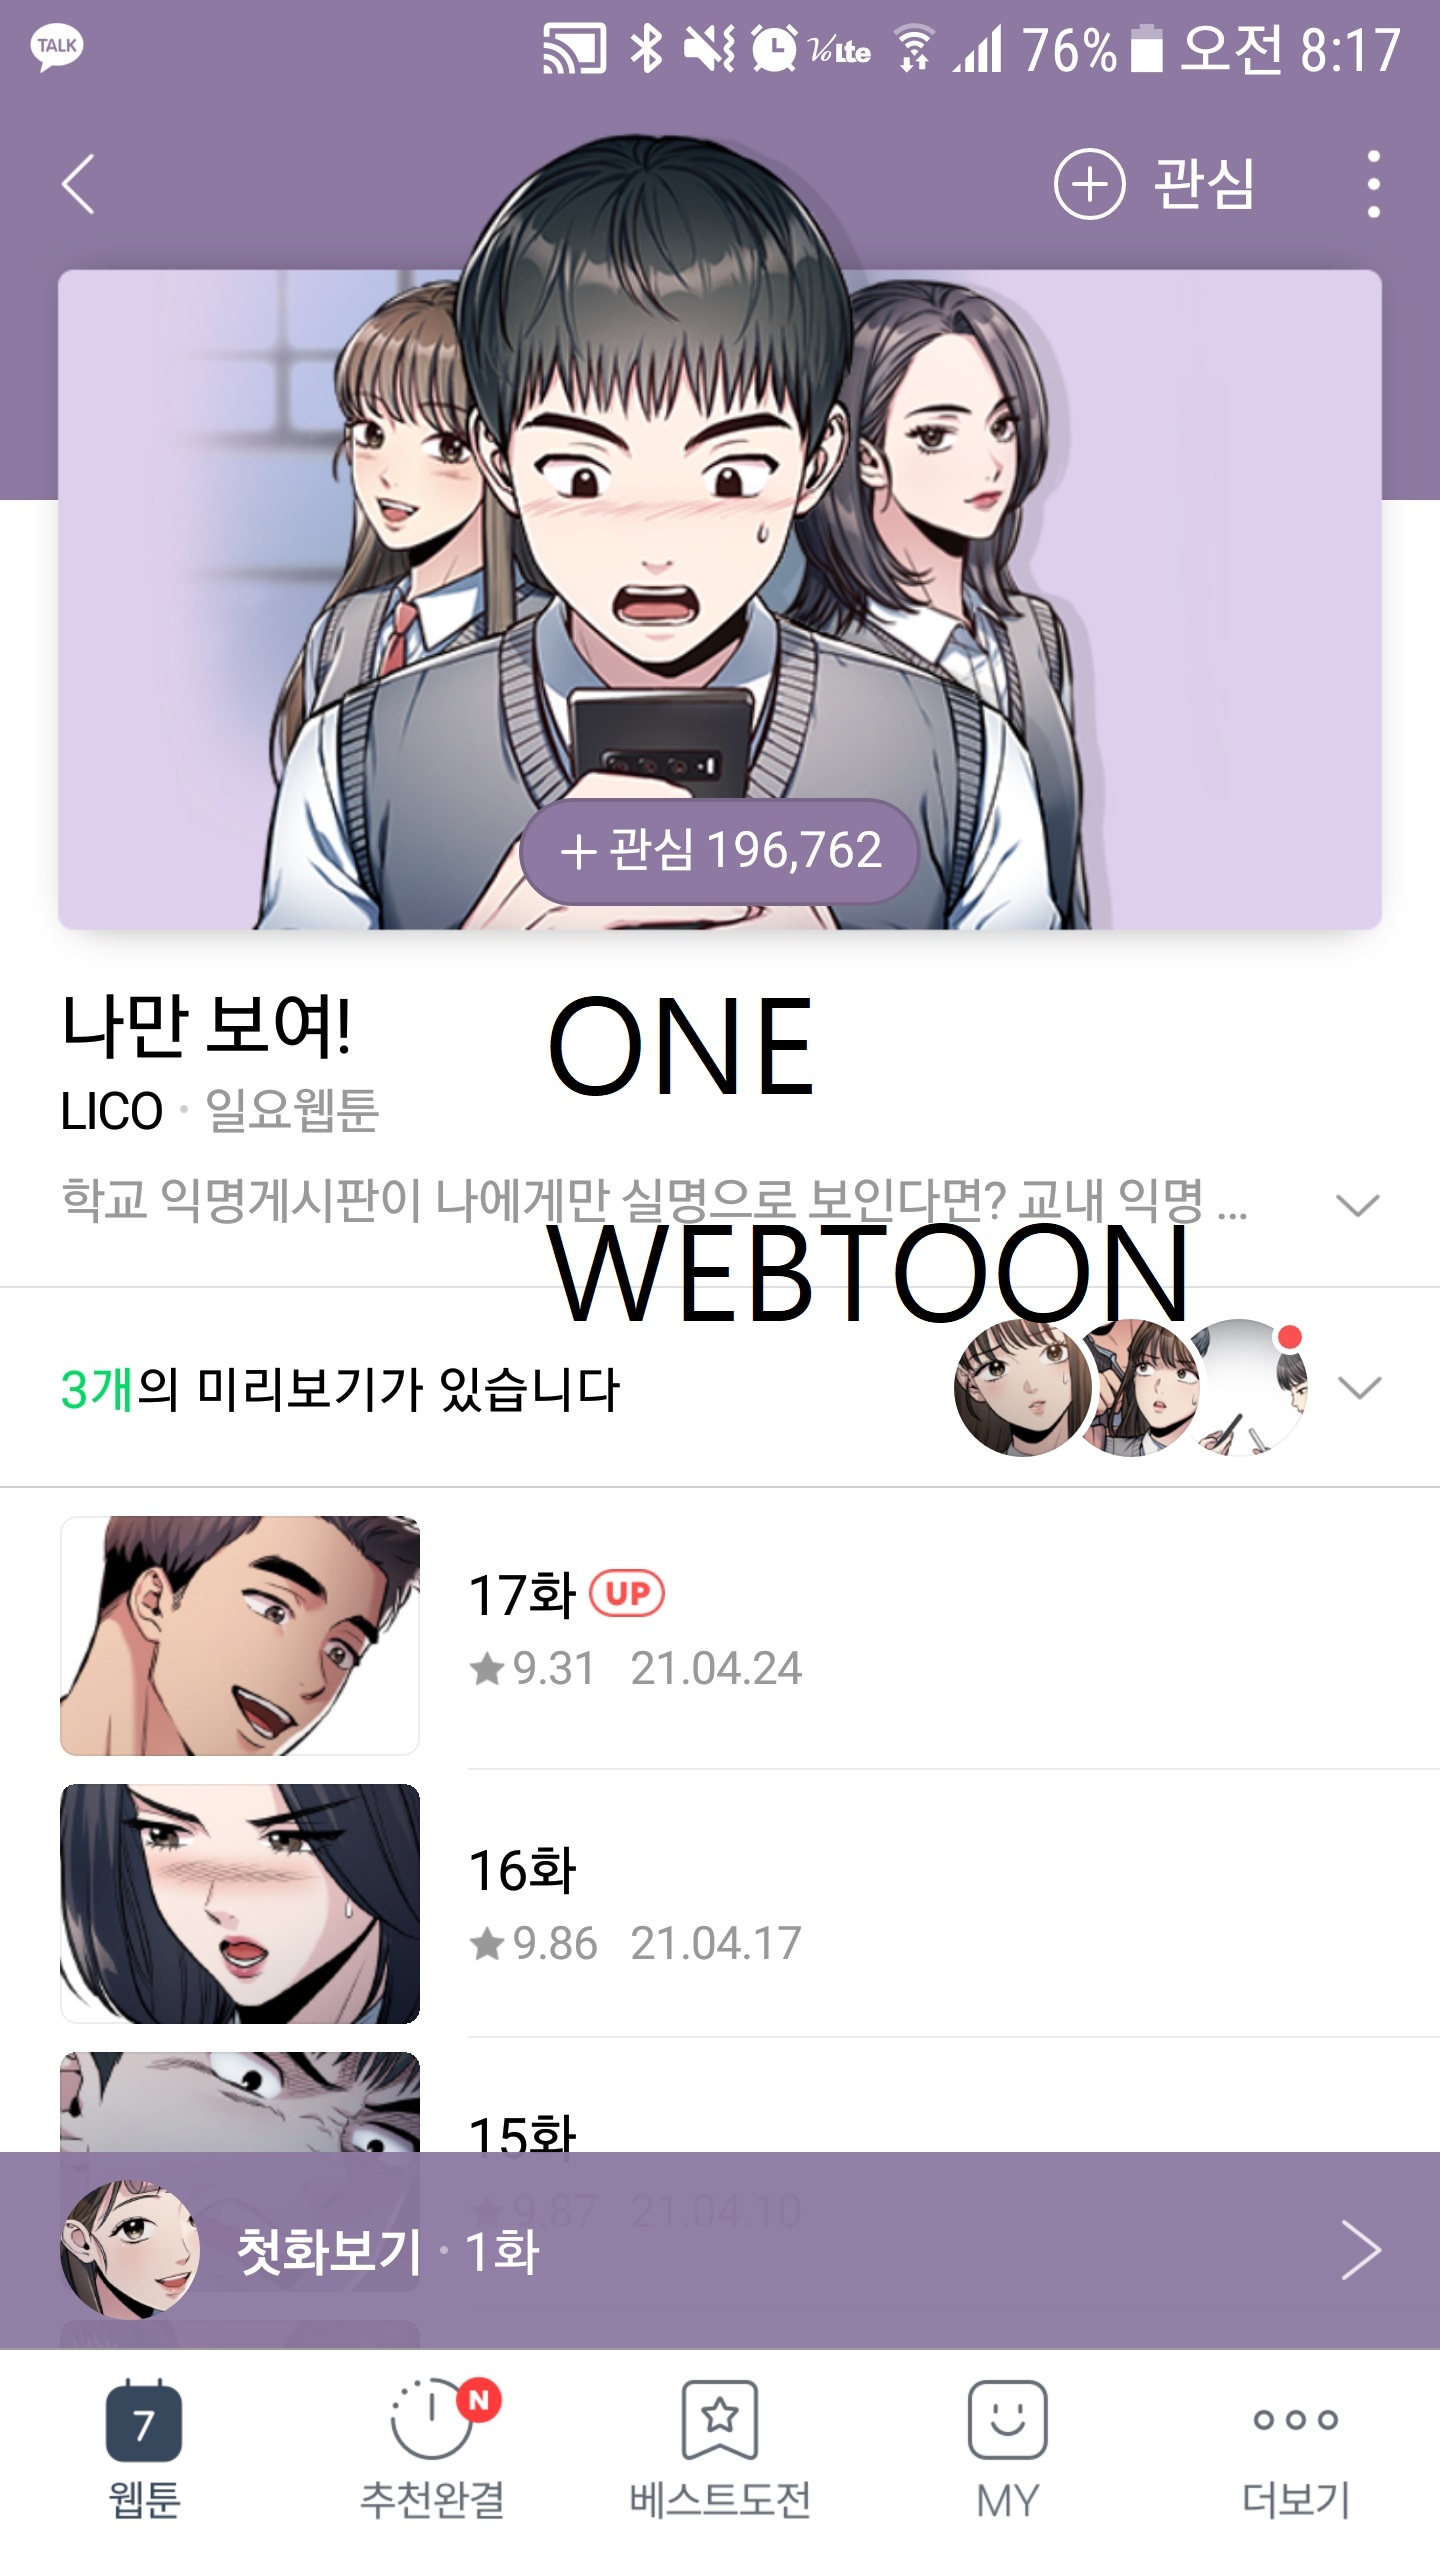 TALK VoLTE 76% 오전 8:17
관심
+ 관심 196,762
나만 보여!
ONE
LICO · 일요웹툰
학교 익명게시판이 나에게만 실명으로 보인다면? 교내 익명 ...
WEBTOON
3개의 미리보기가 있습니다
17화 UP
★9.31 21.04.24
16화
★9.86 21.04.17
15화
★9.87 21.04.10
첫화보기 · 1화
7 N
웹툰 추천완결 베스트도전 MY 더보기